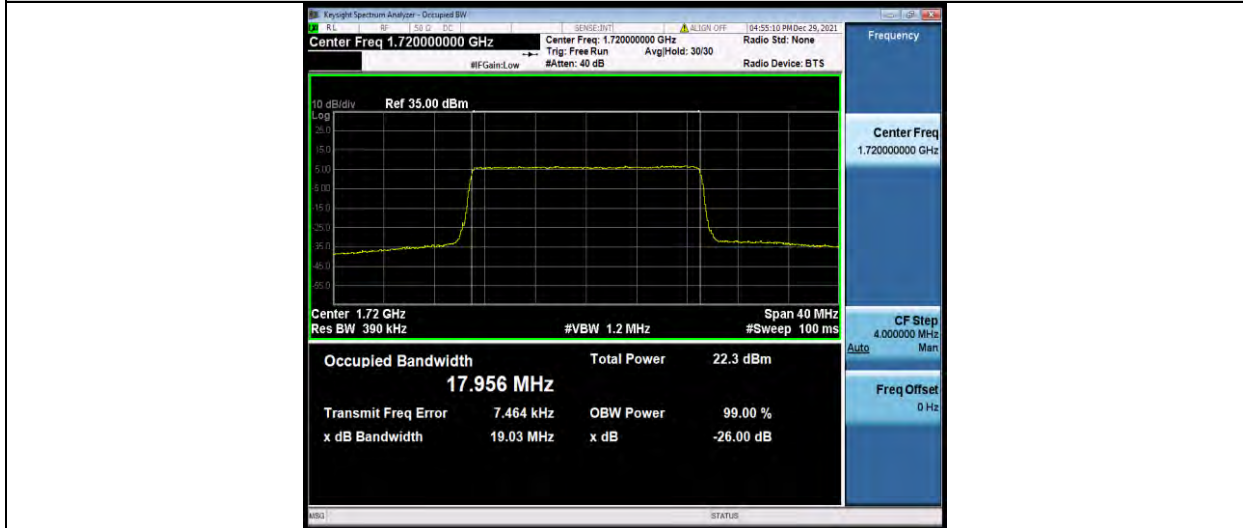 Keysight Spectrum Analyzer - Occupied BW
RL RF 50 Ω DC SENSE:INT ALIGN OFF 04:55:10 PM Dec 29, 2021
Center Freq 1.720000000 GHz
Center Freq: 1.720000000 GHz
Radio Std: None
Trig: Free Run Avg|Hold: 30/30
#IFGain:Low
#Atten: 40 dB
Radio Device: BTS
10 dB/div Ref 35.00 dBm
Log
25.0
15.0
5.00
-5.00
-15.0
-25.0
-35.0
-45.0
-55.0
Center 1.72 GHz Span 40 MHz
Res BW 390 kHz #VBW 1.2 MHz #Sweep 100 ms
Occupied Bandwidth Total Power 22.3 dBm
17.956 MHz
Transmit Freq Error 7.464 kHz OBW Power 99.00 %
x dB Bandwidth 19.03 MHz x dB -26.00 dB
MSG STATUS
Frequency
Center Freq
1.720000000 GHz
CF Step
4.000000 MHz
Auto Man
Freq Offset
0 Hz